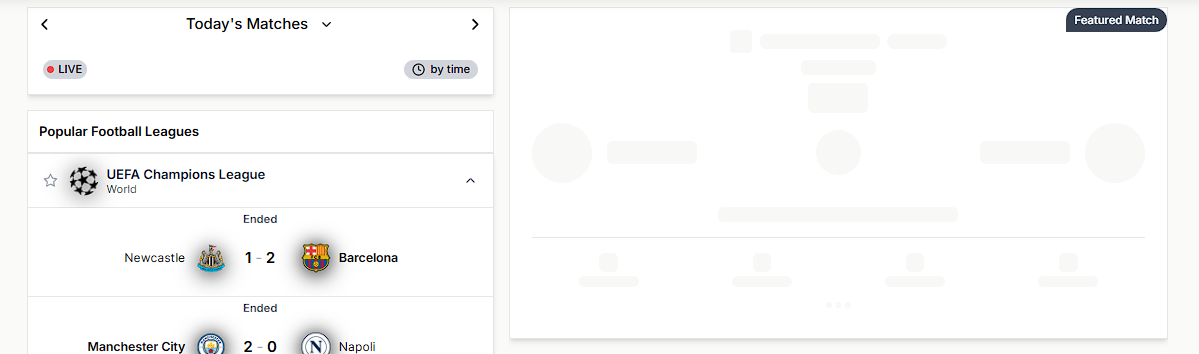 Today's Matches
LIVE
by time
Popular Football Leagues
UEFA Champions League
World
Ended
Newcastle 1 - 2 Barcelona
Ended
Manchester City 2 - 0 Napoli
Featured Match